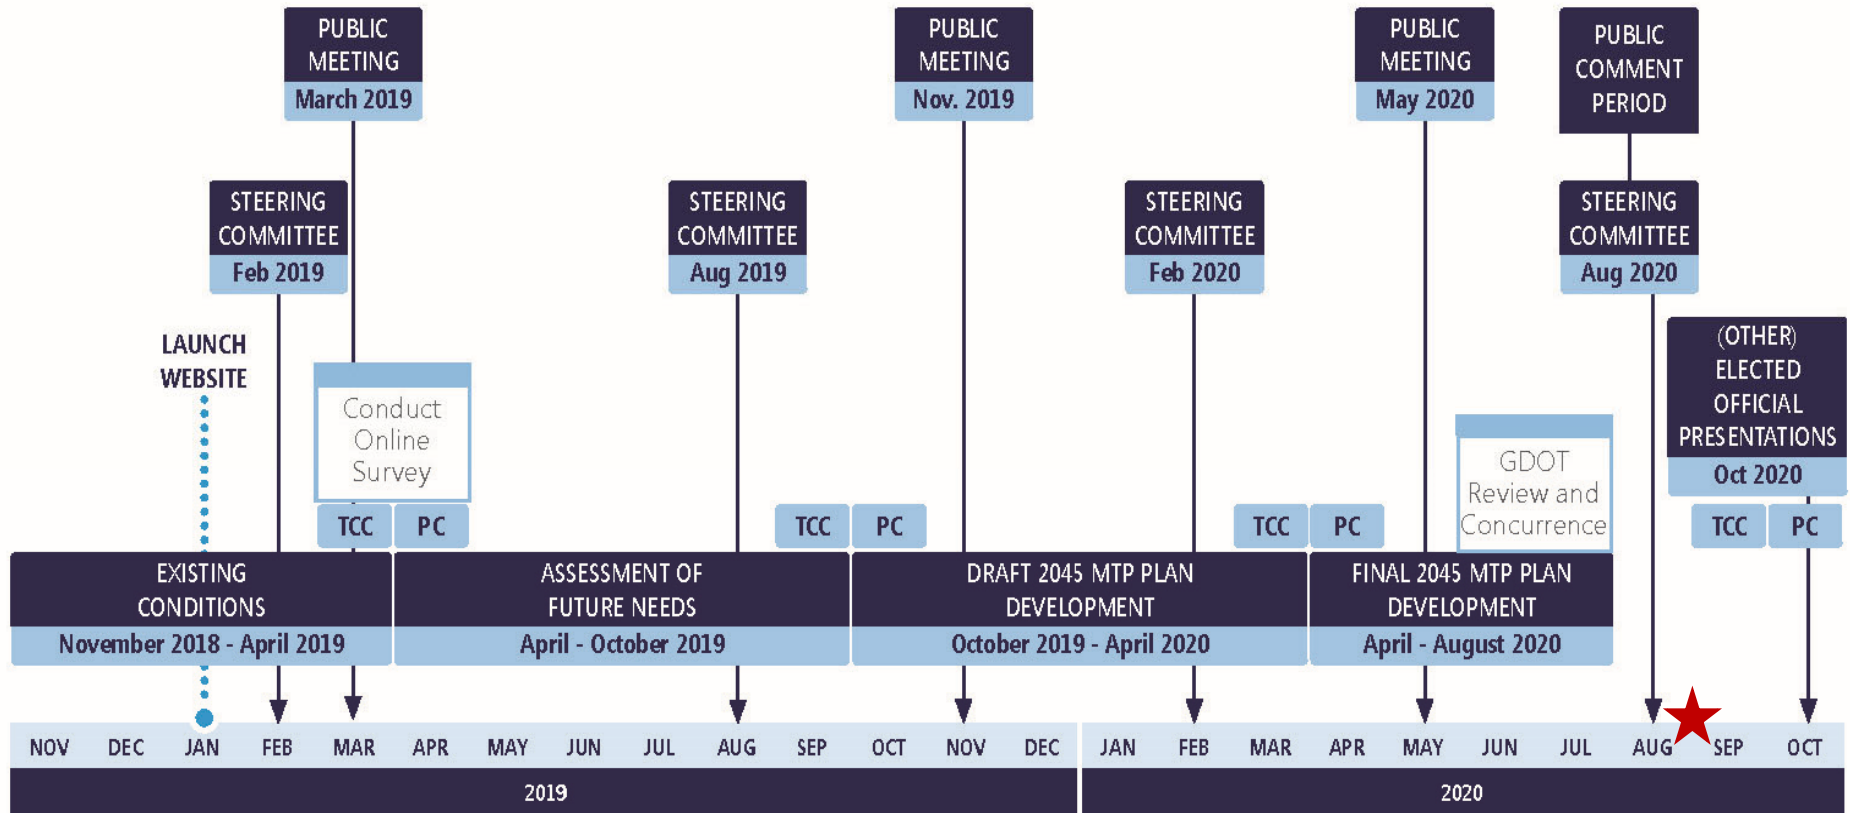 PUBLIC
MEETING
March 2019
PUBLIC
MEETING
Nov. 2019
PUBLIC
MEETING
May 2020
PUBLIC
COMMENT
PERIOD
STEERING
COMMITTEE
Feb 2019
STEERING
COMMITTEE
Aug 2019
STEERING
COMMITTEE
Feb 2020
STEERING
COMMITTEE
Aug 2020
LAUNCH
WEBSITE
(OTHER)
ELECTED
OFFICIAL
PRESENTATIONS
Oct 2020
Conduct
Online
Survey
GDOT
Review and
Concurrence
TCC PC
TCC PC
TCC PC
TCC PC
EXISTING
CONDITIONS
November 2018 - April 2019
ASSESSMENT OF
FUTURE NEEDS
April - October 2019
DRAFT 2045 MTP PLAN
DEVELOPMENT
October 2019 - April 2020
FINAL 2045 MTP PLAN
DEVELOPMENT
April - August 2020
NOV DEC JAN FEB MAR APR MAY JUN JUL AUG SEP OCT NOV DEC JAN FEB MAR APR MAY JUN JUL AUG SEP OCT
2019 2020